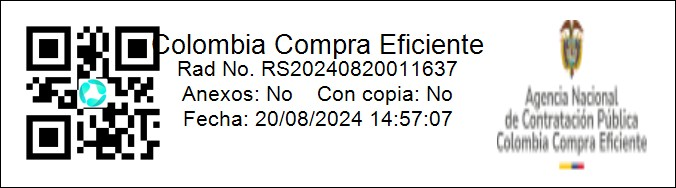 Colombia Compra Eficiente
Rad No. RS20240820011637
Anexos: No Con copia: No
Fecha: 20/08/2024 14:57:07
Agencia Nacional
de Contratación Pública
Colombia Compra Eficiente